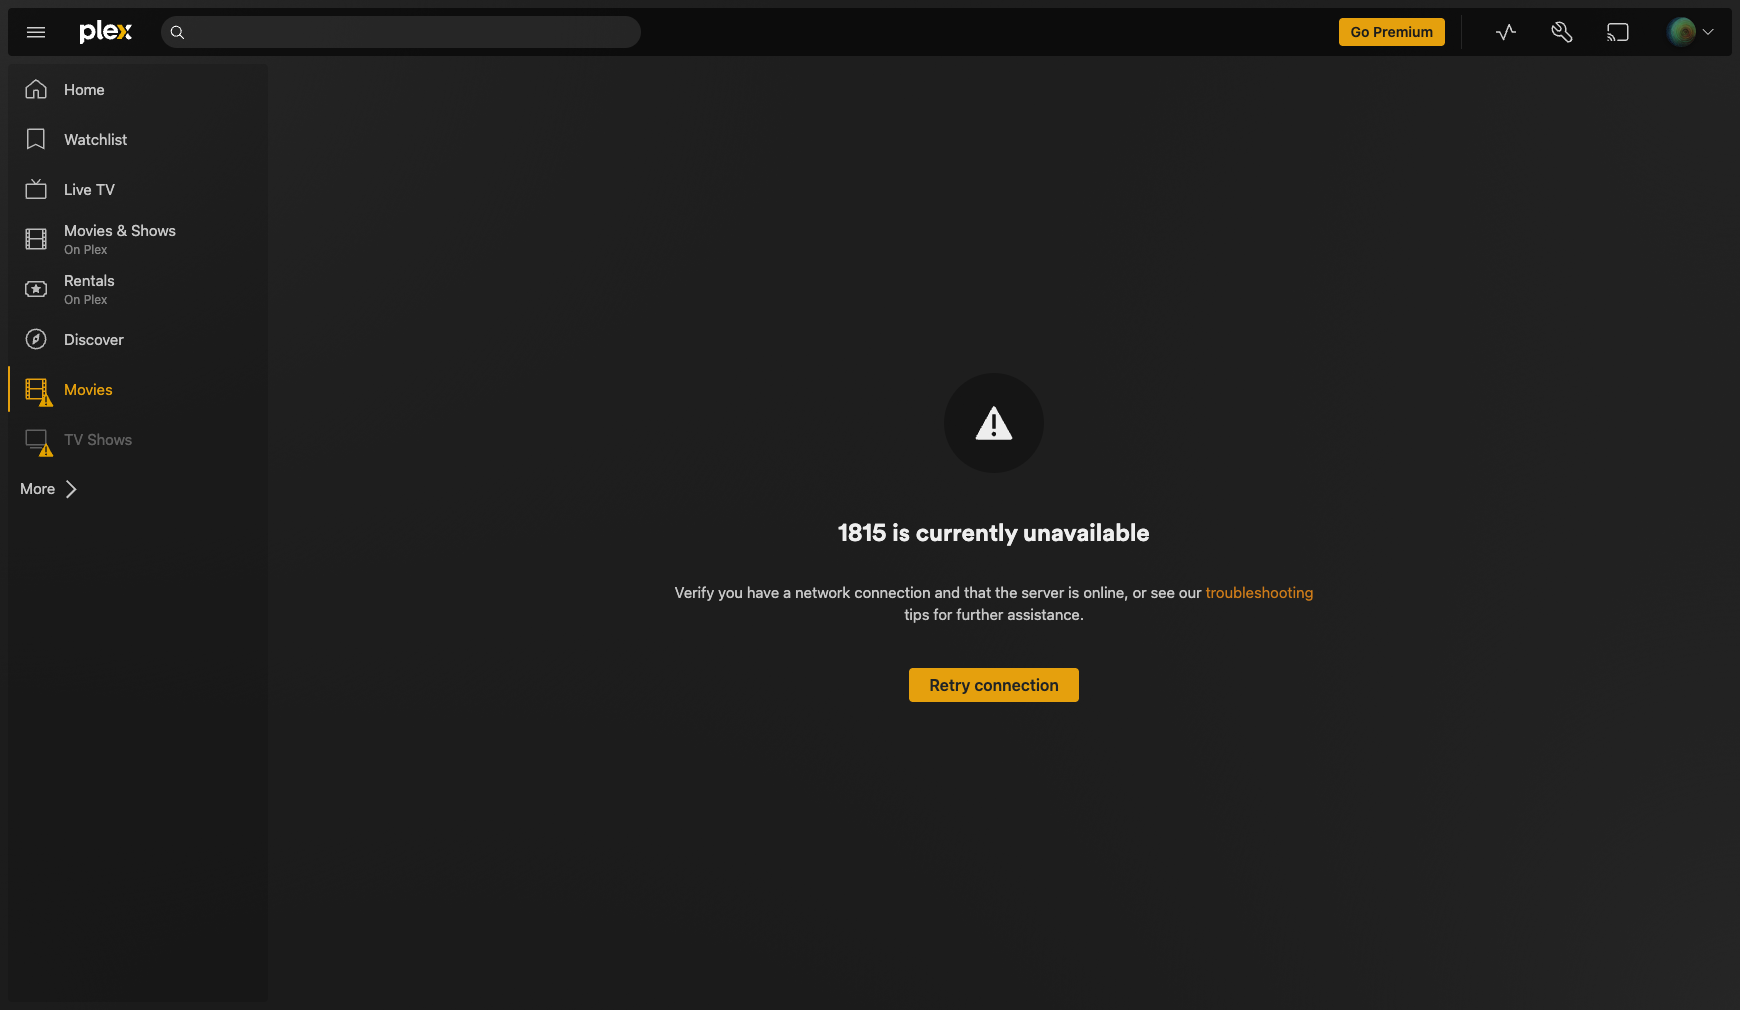 plex
Go Premium
Home
Watchlist
Live TV
Movies & Shows
On Plex
Rentals
On Plex
Discover
Movies
TV Shows
More
1815 is currently unavailable
Verify you have a network connection and that the server is online, or see our troubleshooting
tips for further assistance.
Retry connection